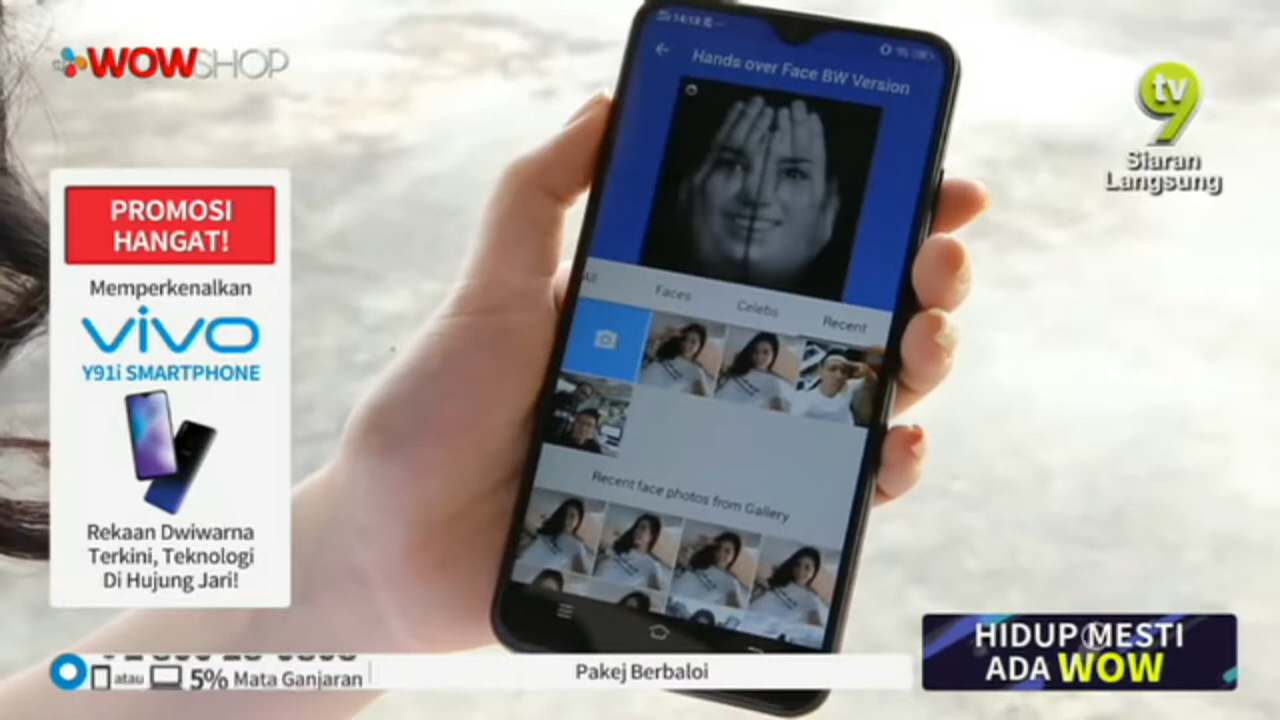 WOWSHOP
tv9
Siaran
Langsung
PROMOSI
HANGAT!
Memperkenalkan
vivo
Y91i SMARTPHONE
Rekaan Dwiwarna
Terkini, Teknologi
Di Hujung Jari!
14:18
Hands over Face BW Version
All
Faces
Celebs
Recent
Recent face photos from Gallery
atau
5% Mata Ganjaran
Pakej Berbaloi
HIDUP MESTI
ADA WOW